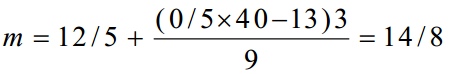 m = 12/5 + (0/5×40−13)3 / 9 = 14/8